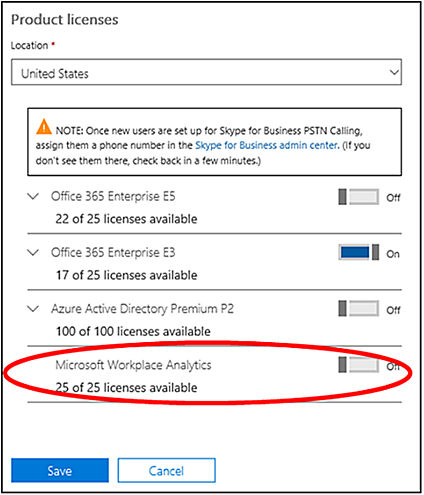 Product licenses
Location *
United States
NOTE: Once new users are set up for Skype for Business PSTN Calling,
assign them a phone number in the Skype for Business admin center. (If you
don't see them there, check back in a few minutes.)
Office 365 Enterprise E5 Off
22 of 25 licenses available
Office 365 Enterprise E3 On
17 of 25 licenses available
Azure Active Directory Premium P2 Off
100 of 100 licenses available
Microsoft Workplace Analytics Off
25 of 25 licenses available
Save Cancel